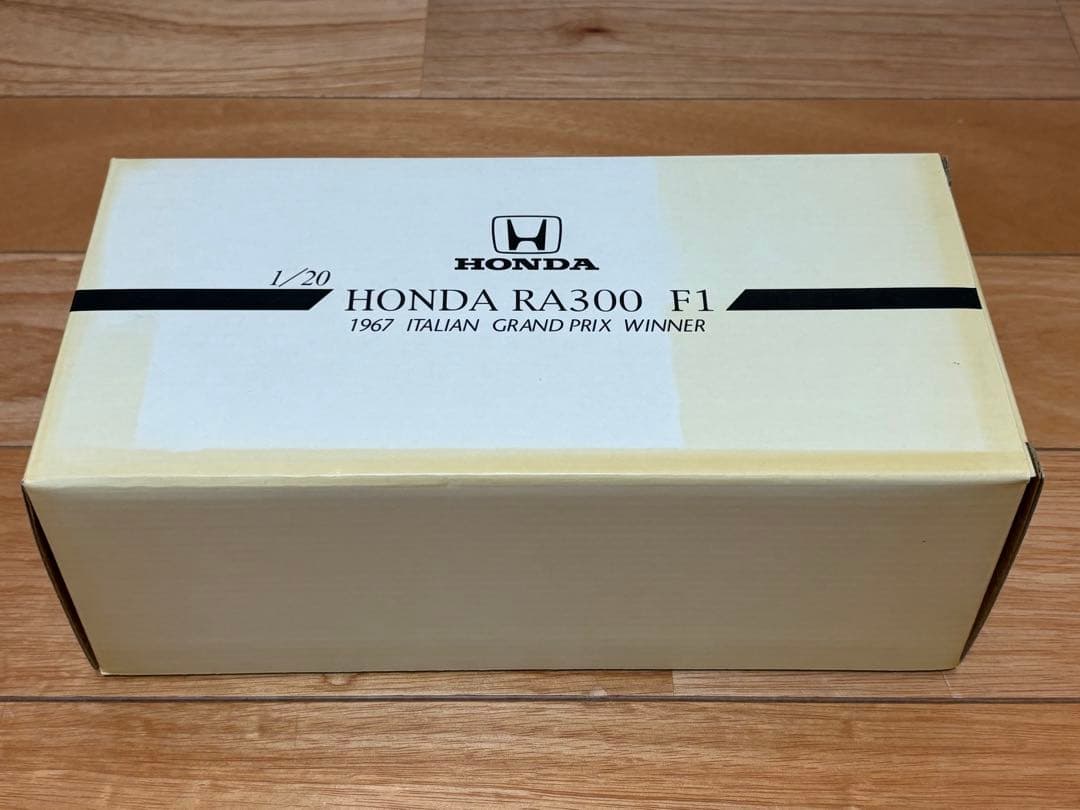 HONDA
1/20
HONDA RA300 F1
1967 ITALIAN GRAND PRIX WINNER